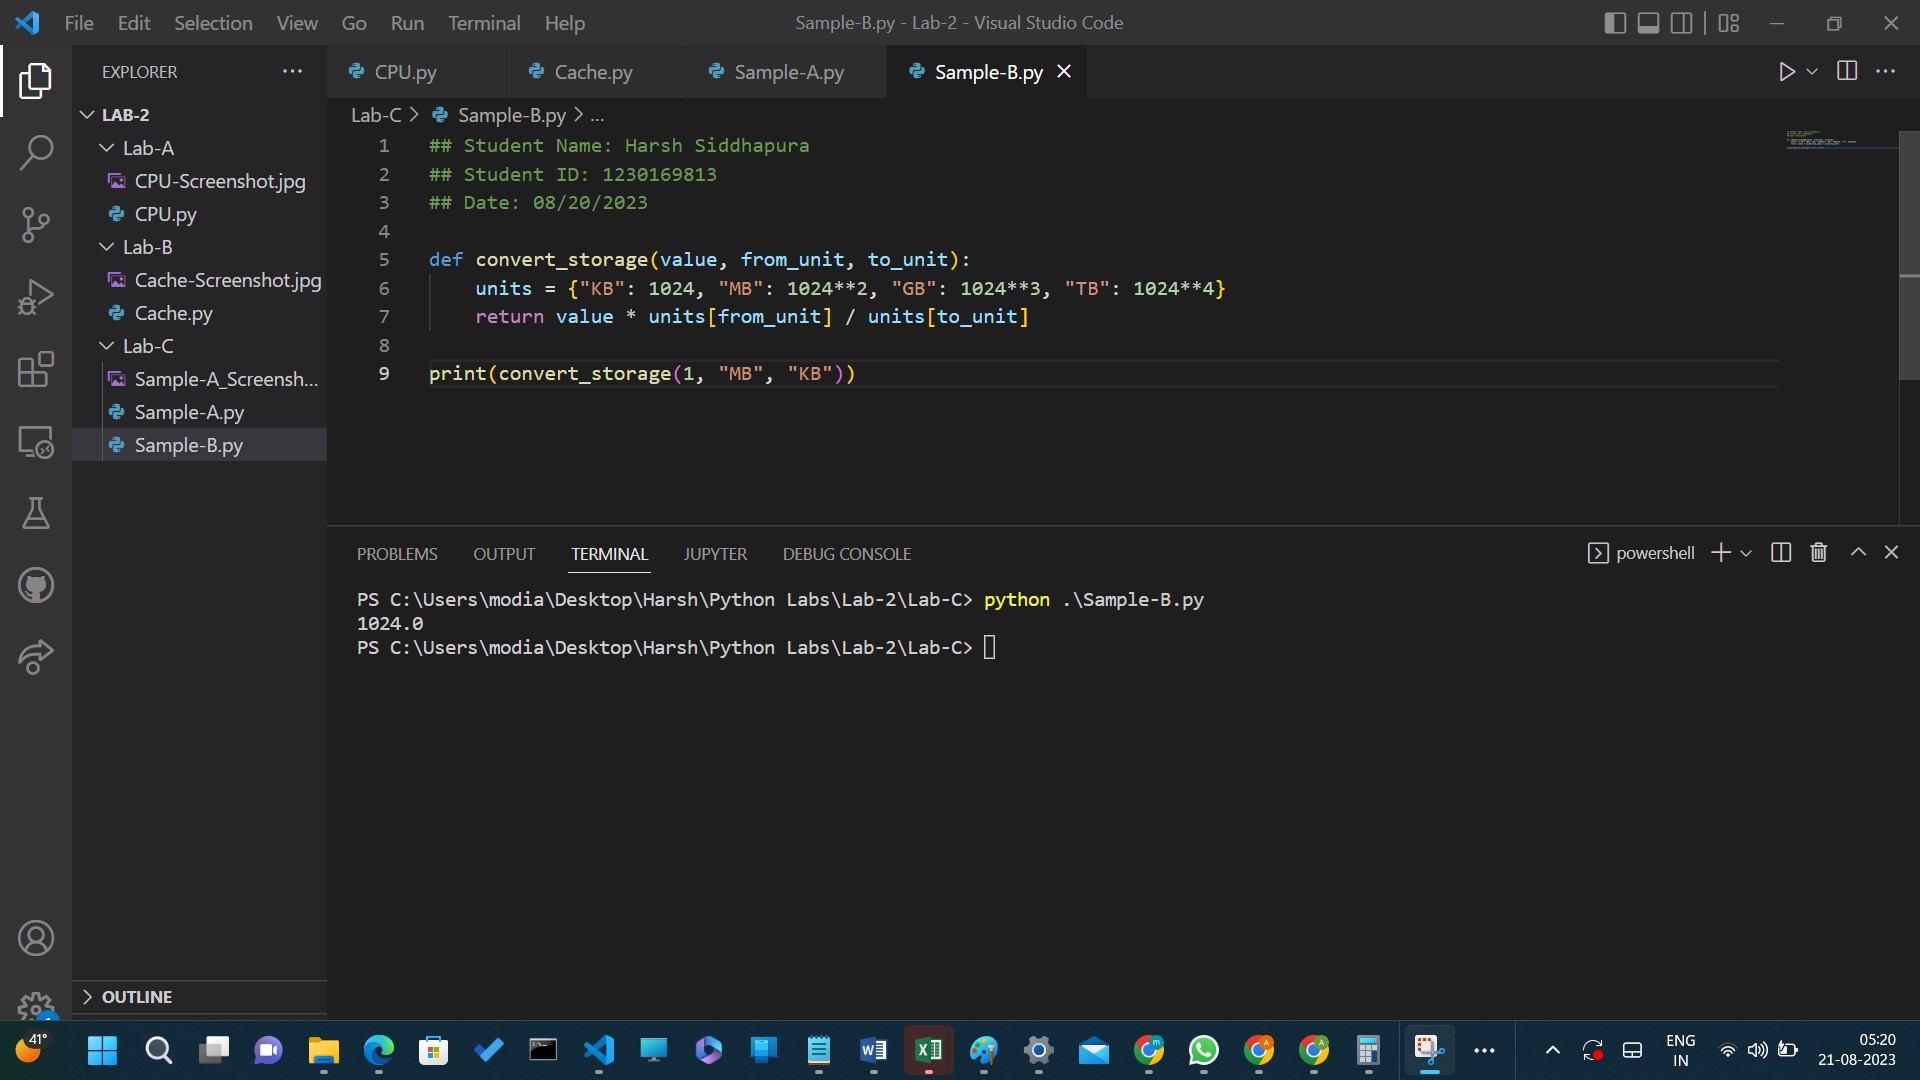 File Edit Selection View Go Run Terminal Help
Sample-B.py - Lab-2 - Visual Studio Code
EXPLORER
LAB-2
Lab-A
CPU-Screenshot.jpg
CPU.py
Lab-B
Cache-Screenshot.jpg
Cache.py
Lab-C
Sample-A_Screensh...
Sample-A.py
Sample-B.py
OUTLINE
CPU.py Cache.py Sample-A.py Sample-B.py
Lab-C > Sample-B.py > ...
1 ## Student Name: Harsh Siddhapura
2 ## Student ID: 1230169813
3 ## Date: 08/20/2023
4
5 def convert_storage(value, from_unit, to_unit):
6 units = {"KB": 1024, "MB": 1024**2, "GB": 1024**3, "TB": 1024**4}
7 return value * units[from_unit] / units[to_unit]
8
9 print(convert_storage(1, "MB", "KB"))
PROBLEMS OUTPUT TERMINAL JUPYTER DEBUG CONSOLE
powershell
PS C:\Users\modia\Desktop\Harsh\Python Labs\Lab-2\Lab-C> python .\Sample-B.py
1024.0
PS C:\Users\modia\Desktop\Harsh\Python Labs\Lab-2\Lab-C>
41°
ENG
IN
05:20
21-08-2023